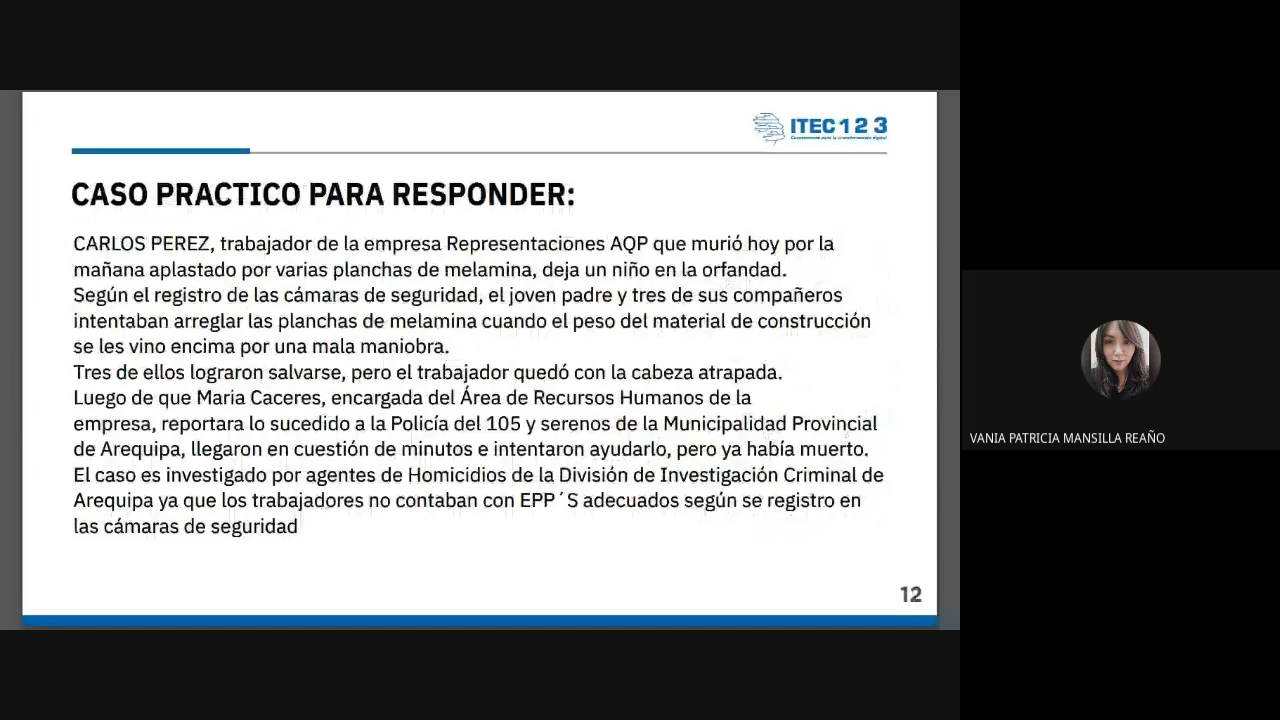 ITEC 1 2 3
CASO PRACTICO PARA RESPONDER:
CARLOS PEREZ, trabajador de la empresa Representaciones AQP que murió hoy por la
mañana aplastado por varias planchas de melamina, deja un niño en la orfandad.
Según el registro de las cámaras de seguridad, el joven padre y tres de sus compañeros
intentaban arreglar las planchas de melamina cuando el peso del material de construcción
se les vino encima por una mala maniobra.
Tres de ellos lograron salvarse, pero el trabajador quedó con la cabeza atrapada.
Luego de que Maria Caceres, encargada del Área de Recursos Humanos de la
empresa, reportara lo sucedido a la Policía del 105 y serenos de la Municipalidad Provincial
de Arequipa, llegaron en cuestión de minutos e intentaron ayudarlo, pero ya había muerto.
El caso es investigado por agentes de Homicidios de la División de Investigación Criminal de
Arequipa ya que los trabajadores no contaban con EPP´S adecuados según se registro en
las cámaras de seguridad
12
VANIA PATRICIA MANSILLA REAÑO